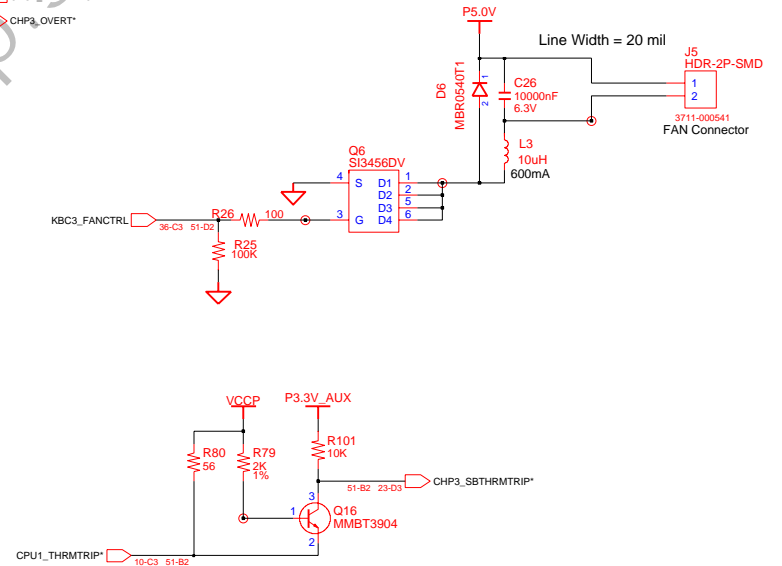 CHP3_OVERT*
P5.0V
Line Width = 20 mil
J5
HDR-2P-SMD
D6
MBR0540T1
1
2
C26
10000nF
6.3V
1
2
3711-000541
FAN Connector
L3
10uH
600mA
Q6
SI3456DV
4 S D1 1
D2 2
D3 5
3 G D4 6
KBC3_FANCTRL
36-C3 51-D2
R26 100
R25
100K
VCCP
P3.3V_AUX
R80
56
R79
2K
1%
R101
10K
51-B2 23-D3
CHP3_SBTHRMTRIP*
3
1
2
Q16
MMBT3904
CPU1_THRMTRIP*
10-C3 51-B2